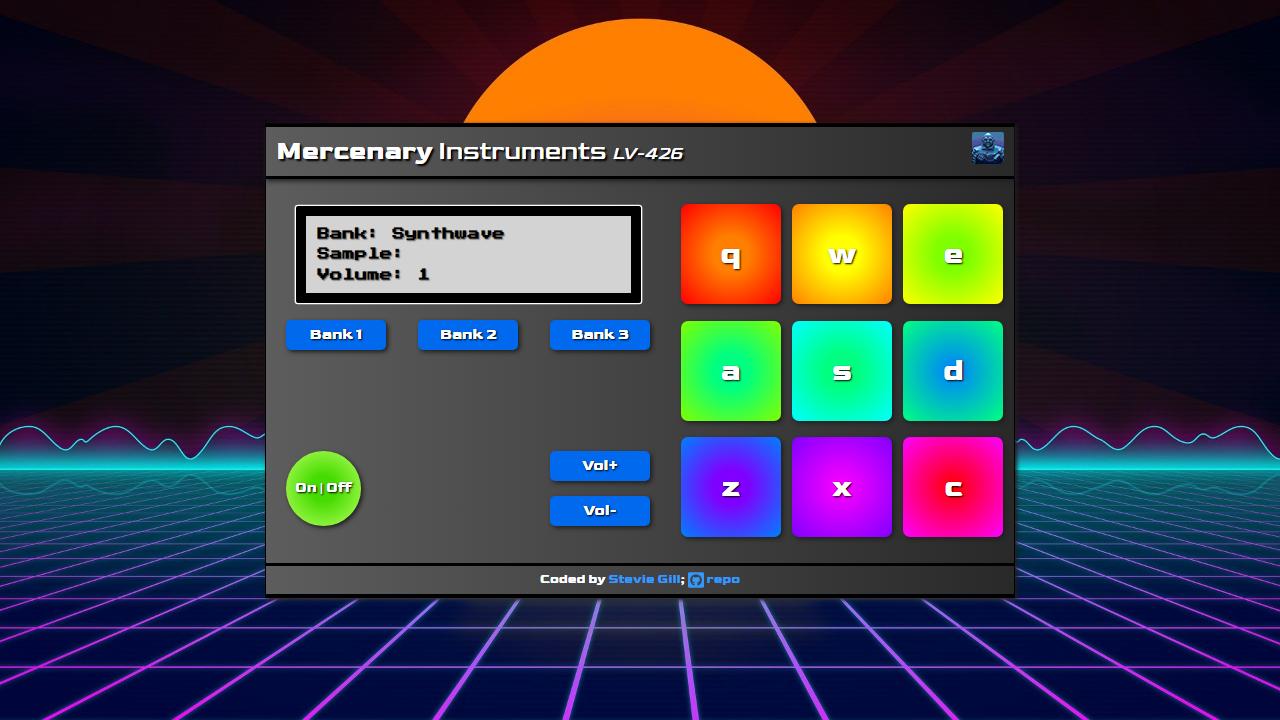 Mercenary Instruments LV-426
Bank: Synthwave
Sample:
Volume: 1
Bank 1
Bank 2
Bank 3
On | Off
Vol+
Vol-
q
w
e
a
s
d
z
x
c
Coded by Stevie Gill; repo